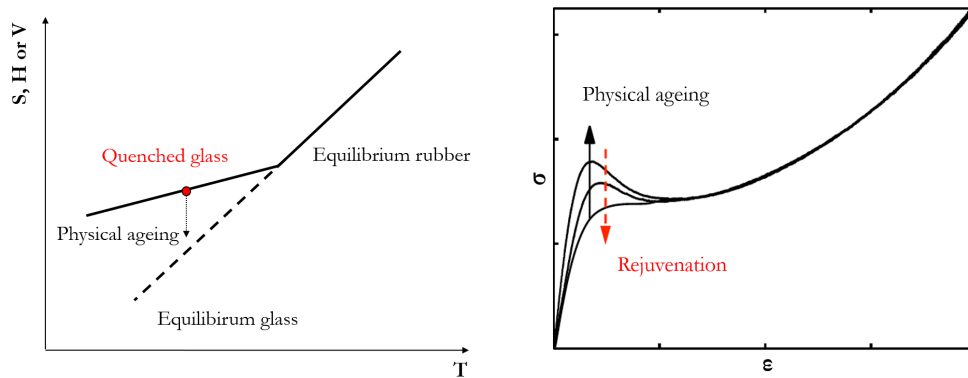 S, H or V
Quenched glass
Equilibrium rubber
Physical ageing
Equilibirum glass
T
Physical ageing
σ
Rejuvenation
ε